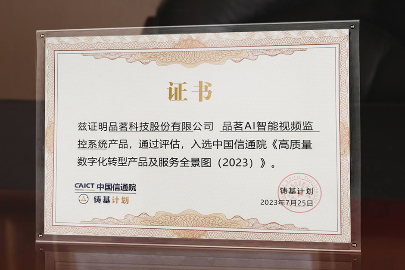 证书
兹证明品茗科技股份有限公司 品茗AI智能视频监
控系统产品，通过评估，入选中国信通院《高质量
数字化转型产品及服务全景图（2023）》。
CAICT 中国信通院
铸基计划
铸基计划
2023年7月25日